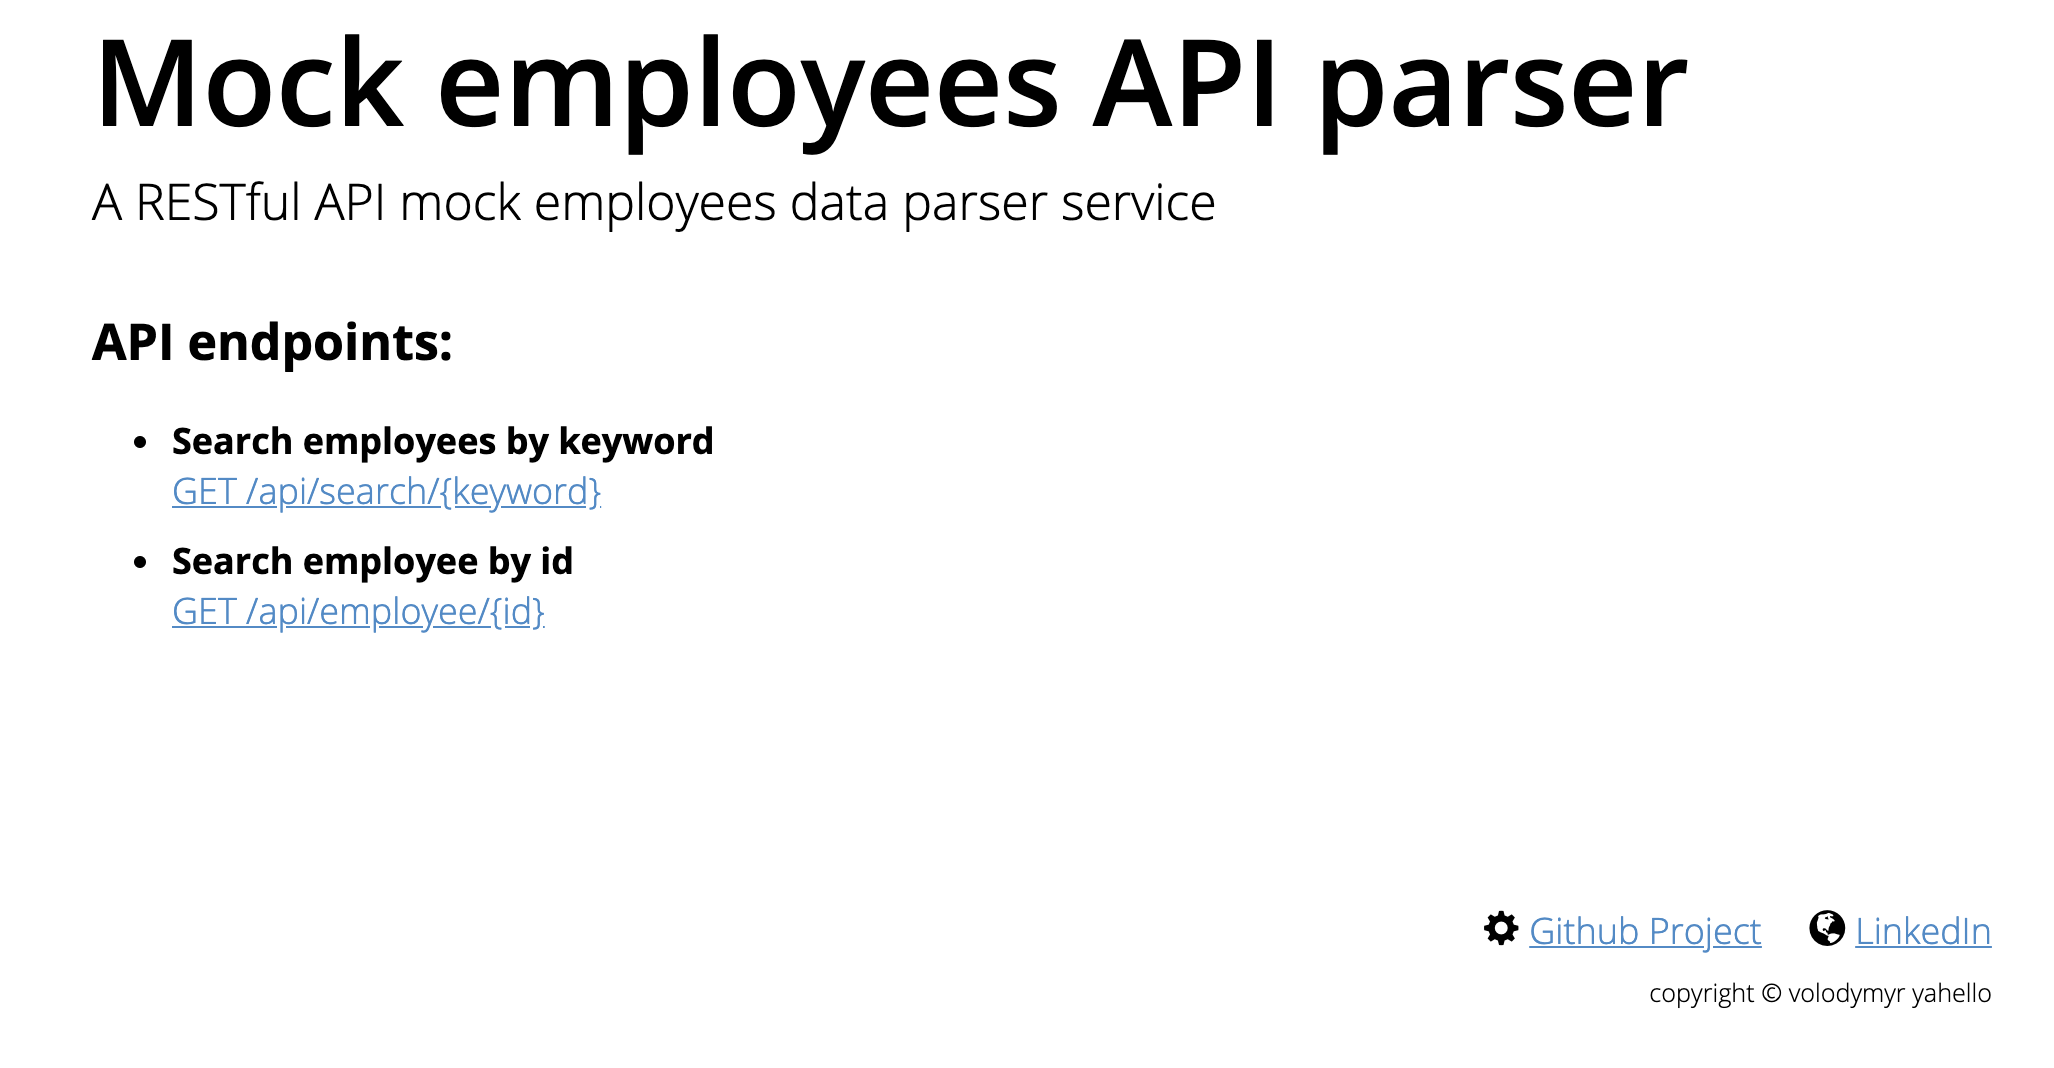 Mock employees API parser
A RESTful API mock employees data parser service
API endpoints:
Search employees by keyword
GET /api/search/{keyword}
Search employee by id
GET /api/employee/{id}
Github Project LinkedIn
copyright © volodymyr yahello